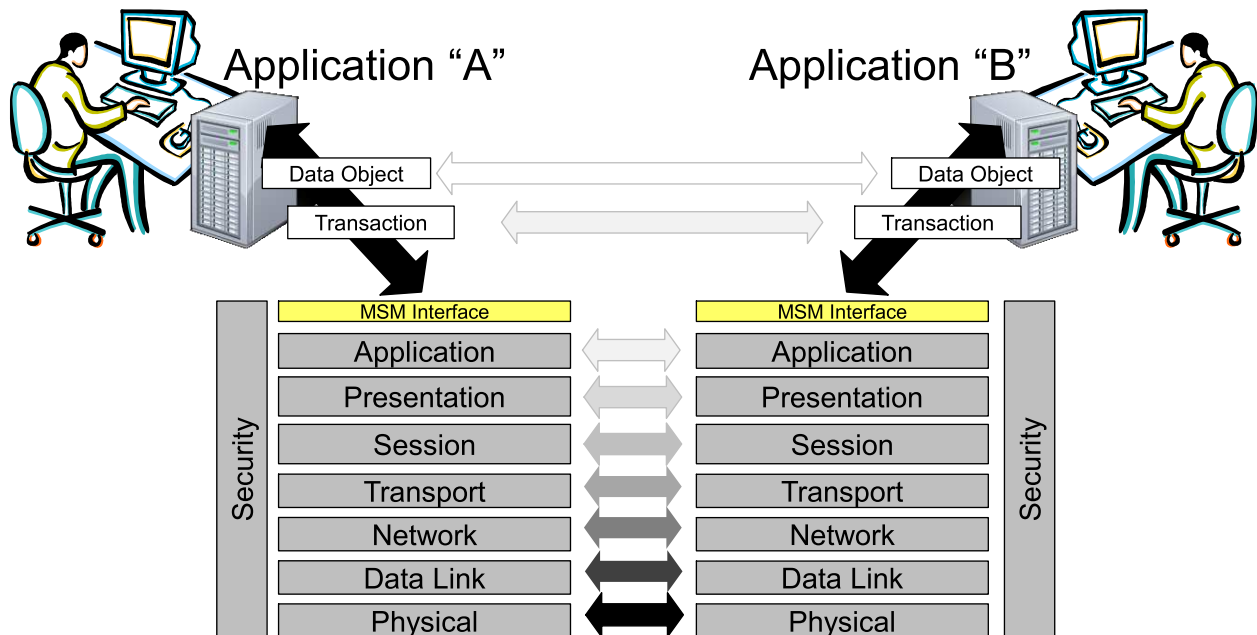 Application “A”
Application “B”
Data Object
Data Object
Transaction
Transaction
MSM Interface
MSM Interface
Application
Application
Presentation
Presentation
Session
Session
Security
Security
Transport
Transport
Network
Network
Data Link
Data Link
Physical
Physical